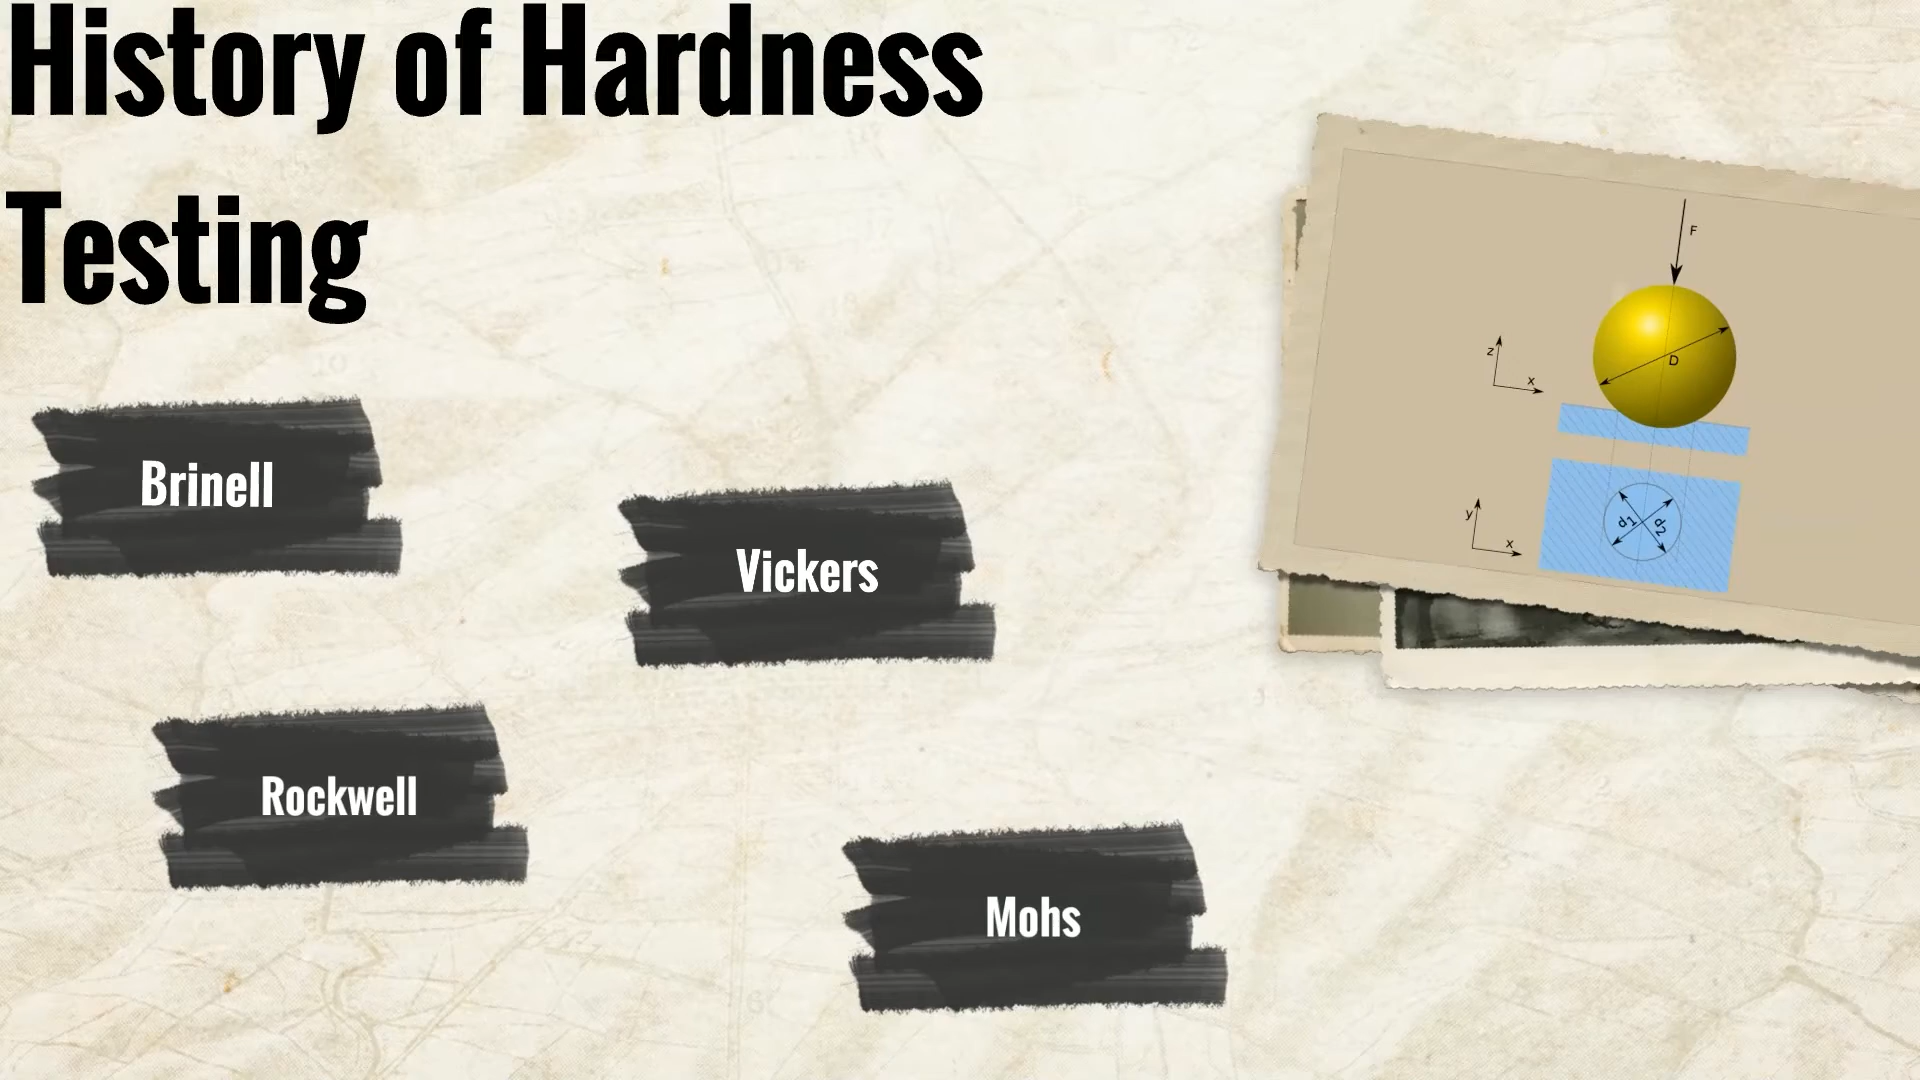 History of Hardness
Testing
Brinell
Vickers
Rockwell
Mohs
F
D
z
x
y
x
d1
d2